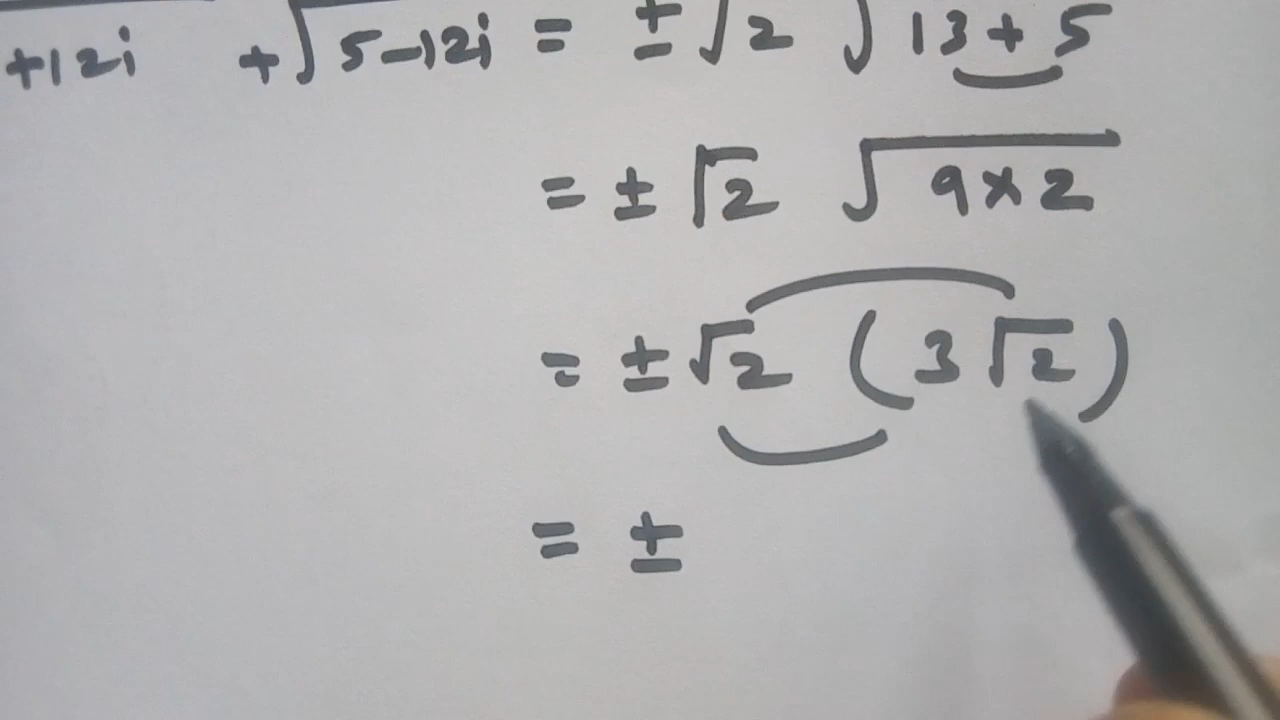 +12i +√5-12i = ±√2 √13+5
= ±√2 √9×2
= ±√2 (3√2)
= ±